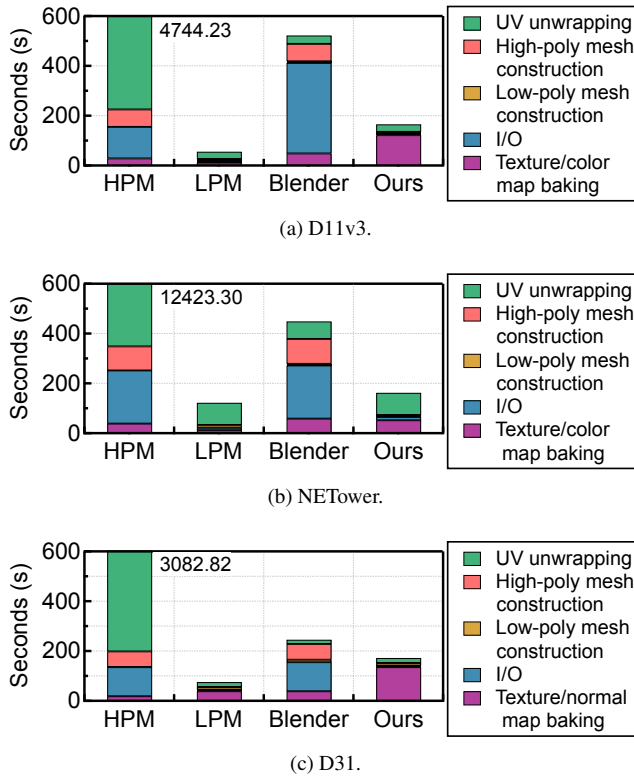 600
400
200
0
Seconds (s)
4744.23
HPM LPM Blender Ours
UV unwrapping
High-poly mesh
construction
Low-poly mesh
construction
I/O
Texture/color
map baking
(a) D11v3.
600
400
200
0
Seconds (s)
12423.30
HPM LPM Blender Ours
UV unwrapping
High-poly mesh
construction
Low-poly mesh
construction
I/O
Texture/color
map baking
(b) NETower.
600
400
200
0
Seconds (s)
3082.82
HPM LPM Blender Ours
UV unwrapping
High-poly mesh
construction
Low-poly mesh
construction
I/O
Texture/normal
map baking
(c) D31.